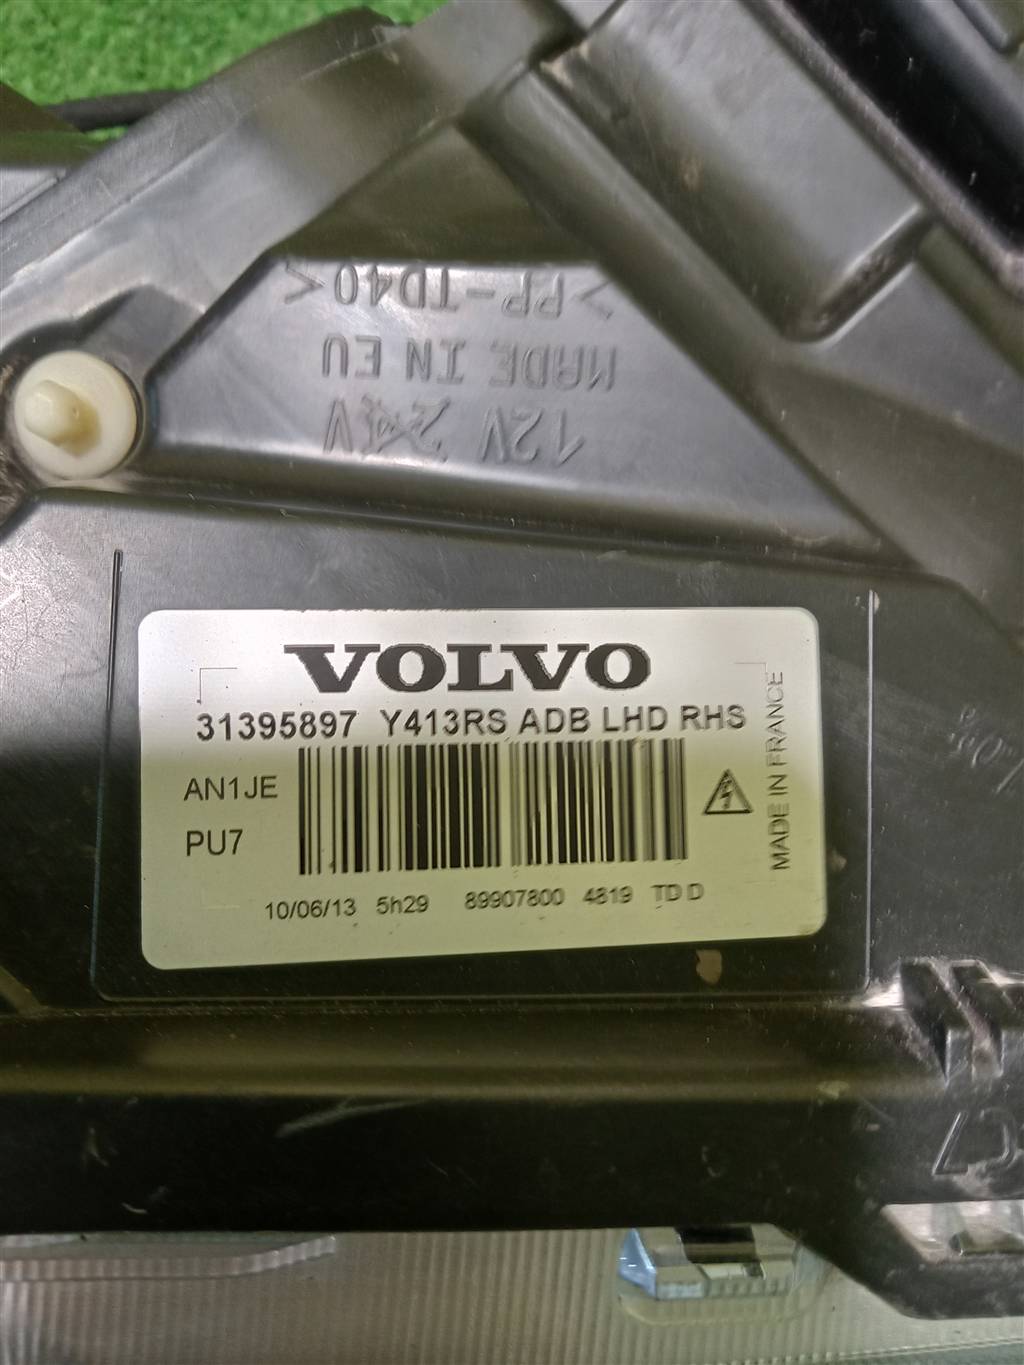 >PP-TD40<
MADE IN EU
12V 24V
VOLVO
31395897 Y413RS ADB LHD RHS
AN1JE
PU7
10/06/13 5h29 89907800 4819 TD D
MADE IN FRANCE